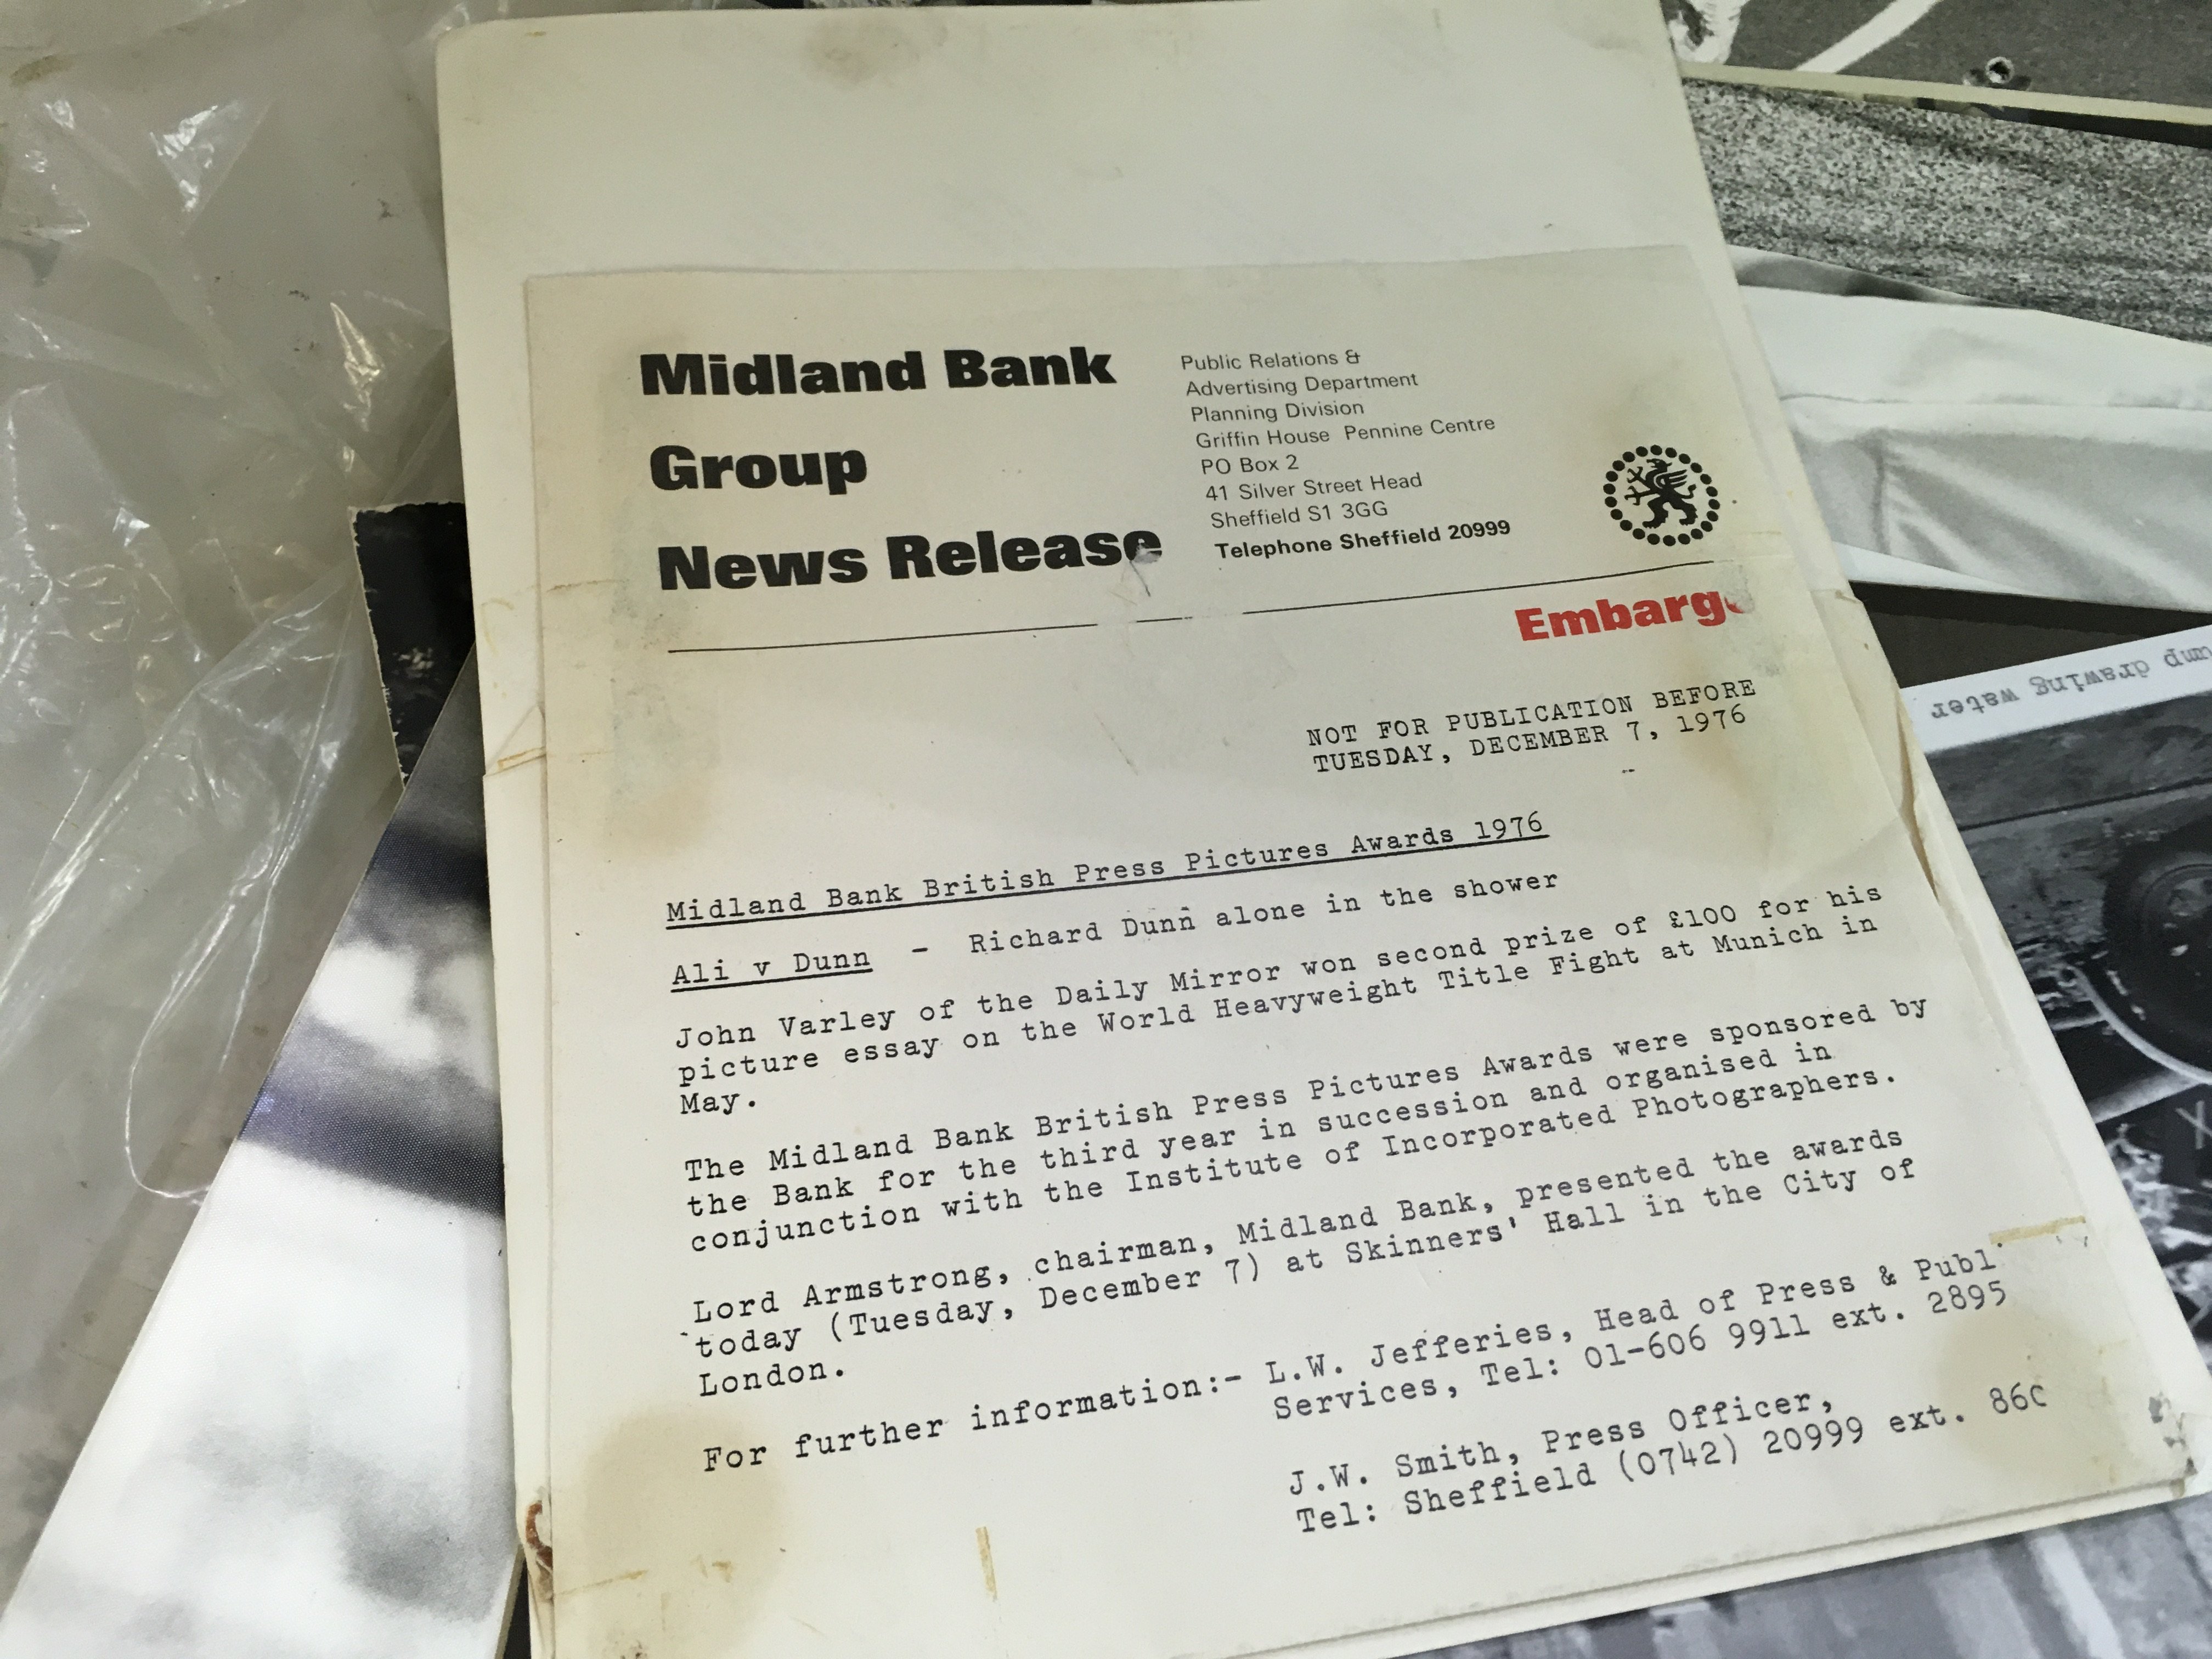 Midland Bank
Group
News Release
Public Relations &
Advertising Department
Planning Division
Griffin House Pennine Centre
PO Box 2
41 Silver Street Head
Sheffield S1 3GG
Telephone Sheffield 20999
NOT FOR PUBLICATION BEFORE
TUESDAY, DECEMBER 7, 1976
Midland Bank British Press Pictures Awards 1976
Ali v Dunn - Richard Dunn alone in the shower
John Varley of the Daily Mirror won second prize of £100 for his
picture essay on the World Heavyweight Title Fight at Munich in
May.
The Midland Bank British Press Pictures Awards were sponsored by
the Bank for the third year in succession and organised in
conjunction with the Institute of Incorporated Photographers.
Lord Armstrong, chairman, Midland Bank, presented the awards
today (Tuesday, December 7) at Skinners' Hall in the City of
London.
For further information:- L.W. Jefferies, Head of Press &
Services, Tel: 01-606 9911 ext. 2895
J.W. Smith, Press Officer,
Tel: Sheffield (0742) 20999 ext.
drawing water